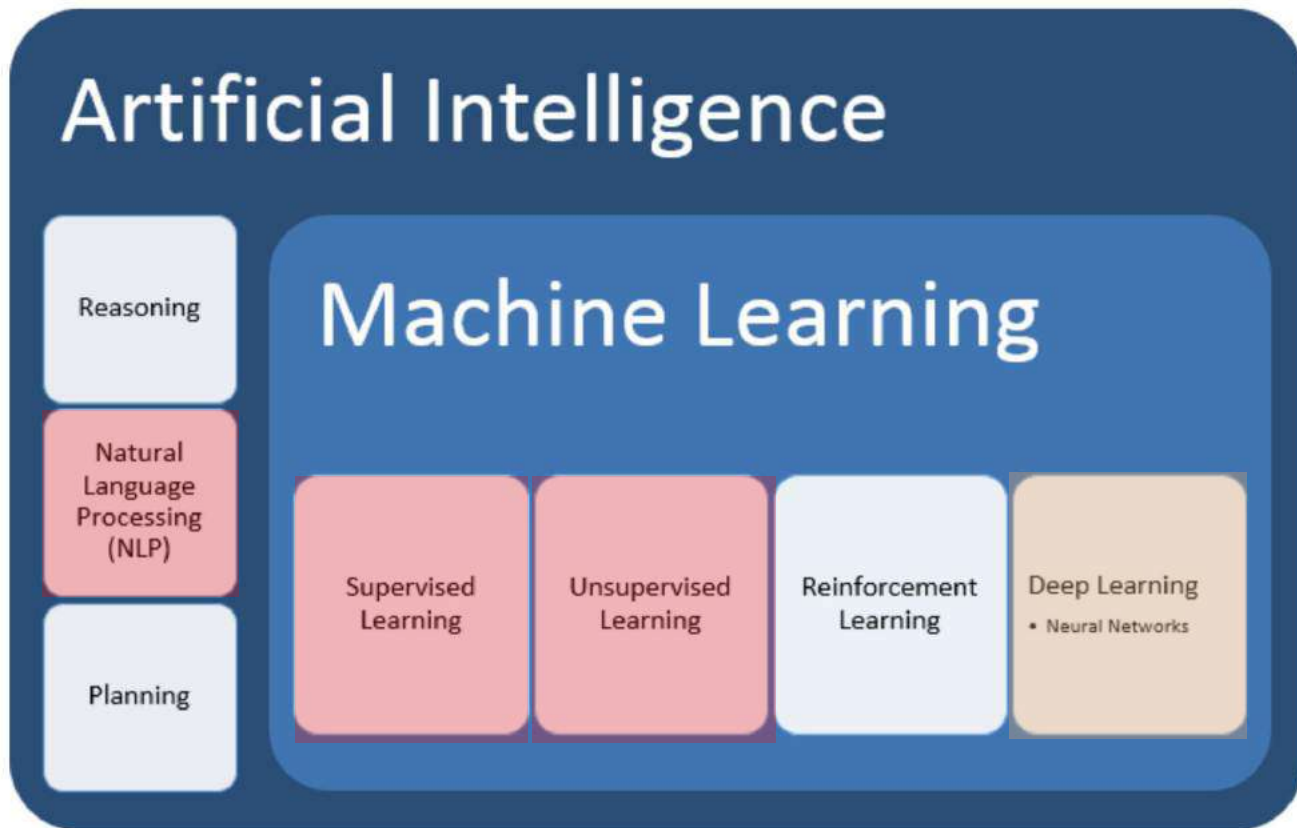 Artificial Intelligence
Reasoning
Natural
Language
Processing
(NLP)
Planning
Machine Learning
Supervised
Learning
Unsupervised
Learning
Reinforcement
Learning
Deep Learning
• Neural Networks